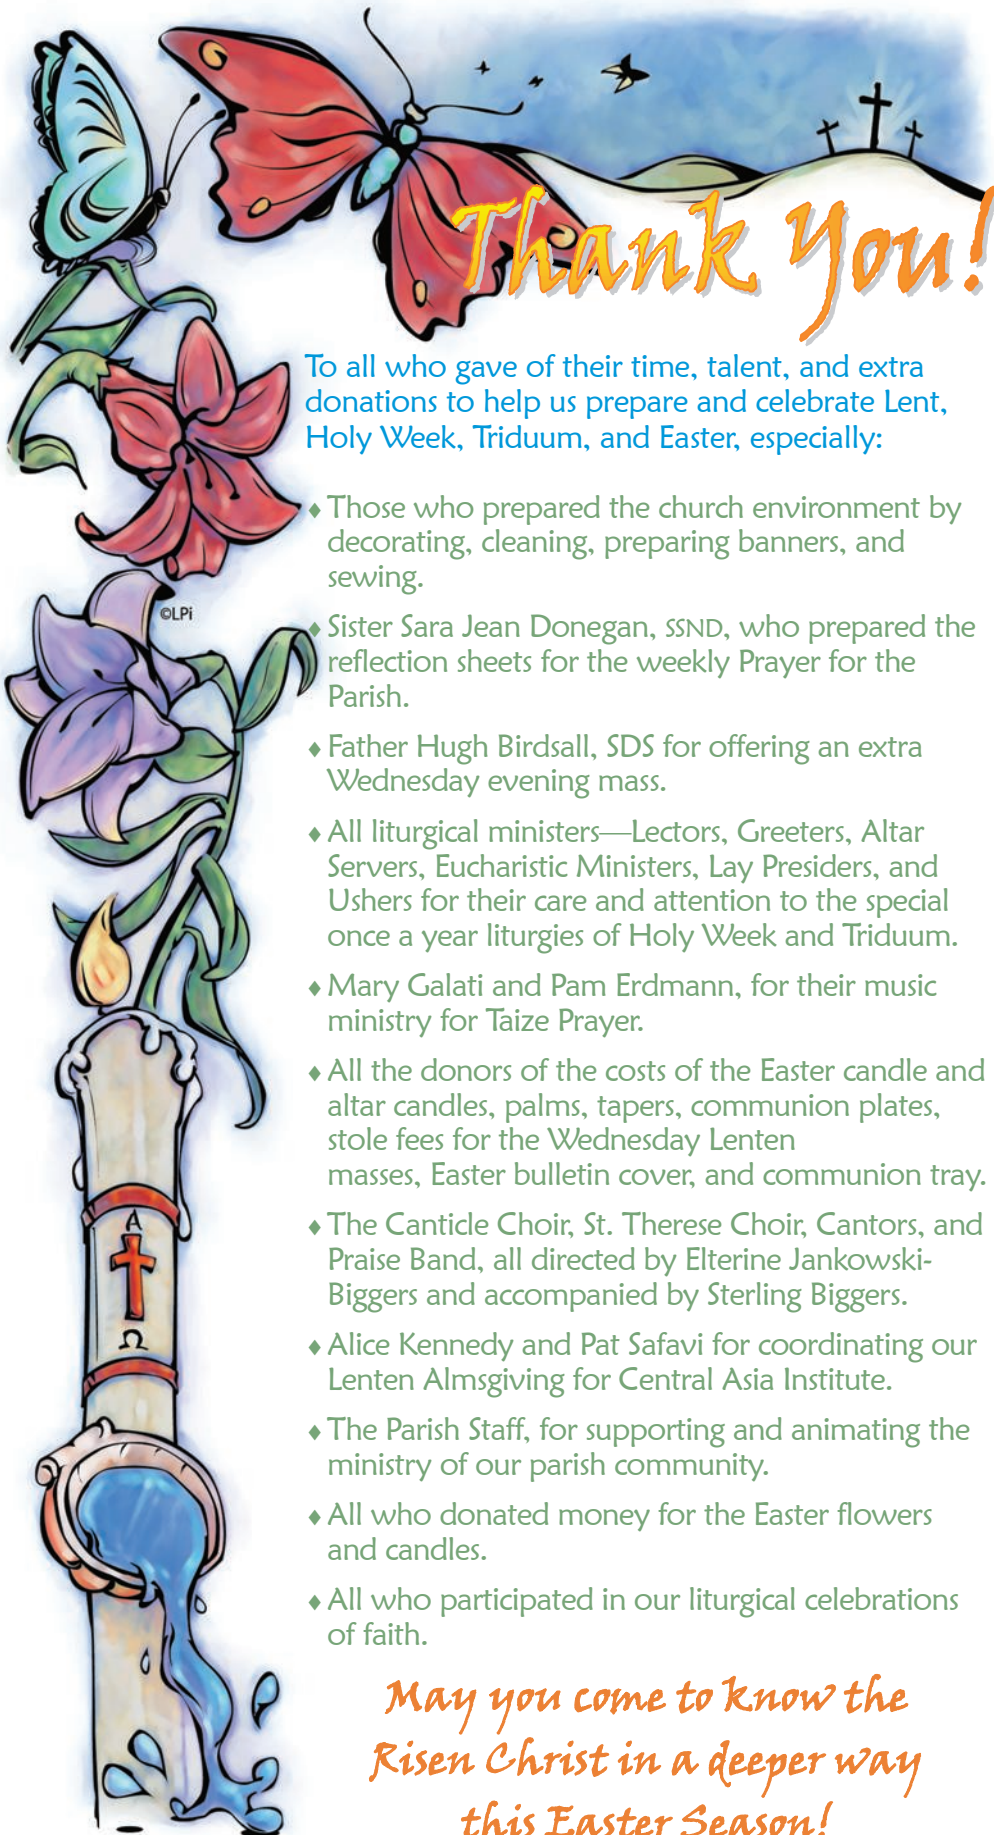 Thank You!
To all who gave of their time, talent, and extra
donations to help us prepare and celebrate Lent,
Holy Week, Triduum, and Easter, especially:
♦ Those who prepared the church environment by
decorating, cleaning, preparing banners, and
sewing.
©LPi
♦ Sister Sara Jean Donegan, SSND, who prepared the
reflection sheets for the weekly Prayer for the
Parish.
♦ Father Hugh Birdsall, SDS for offering an extra
Wednesday evening mass.
♦ All liturgical ministers—Lectors, Greeters, Altar
Servers, Eucharistic Ministers, Lay Presiders, and
Ushers for their care and attention to the special
once a year liturgies of Holy Week and Triduum.
♦ Mary Galati and Pam Erdmann, for their music
ministry for Taize Prayer.
♦ All the donors of the costs of the Easter candle and
altar candles, palms, tapers, communion plates,
stole fees for the Wednesday Lenten
masses, Easter bulletin cover, and communion tray.
♦ The Canticle Choir, St. Therese Choir, Cantors, and
Praise Band, all directed by Elterine Jankowski-
Biggers and accompanied by Sterling Biggers.
Α
Ω
♦ Alice Kennedy and Pat Safavi for coordinating our
Lenten Almsgiving for Central Asia Institute.
♦ The Parish Staff, for supporting and animating the
ministry of our parish community.
♦ All who donated money for the Easter flowers
and candles.
♦ All who participated in our liturgical celebrations
of faith.
May you come to know the
Risen Christ in a deeper way
this Easter Season!